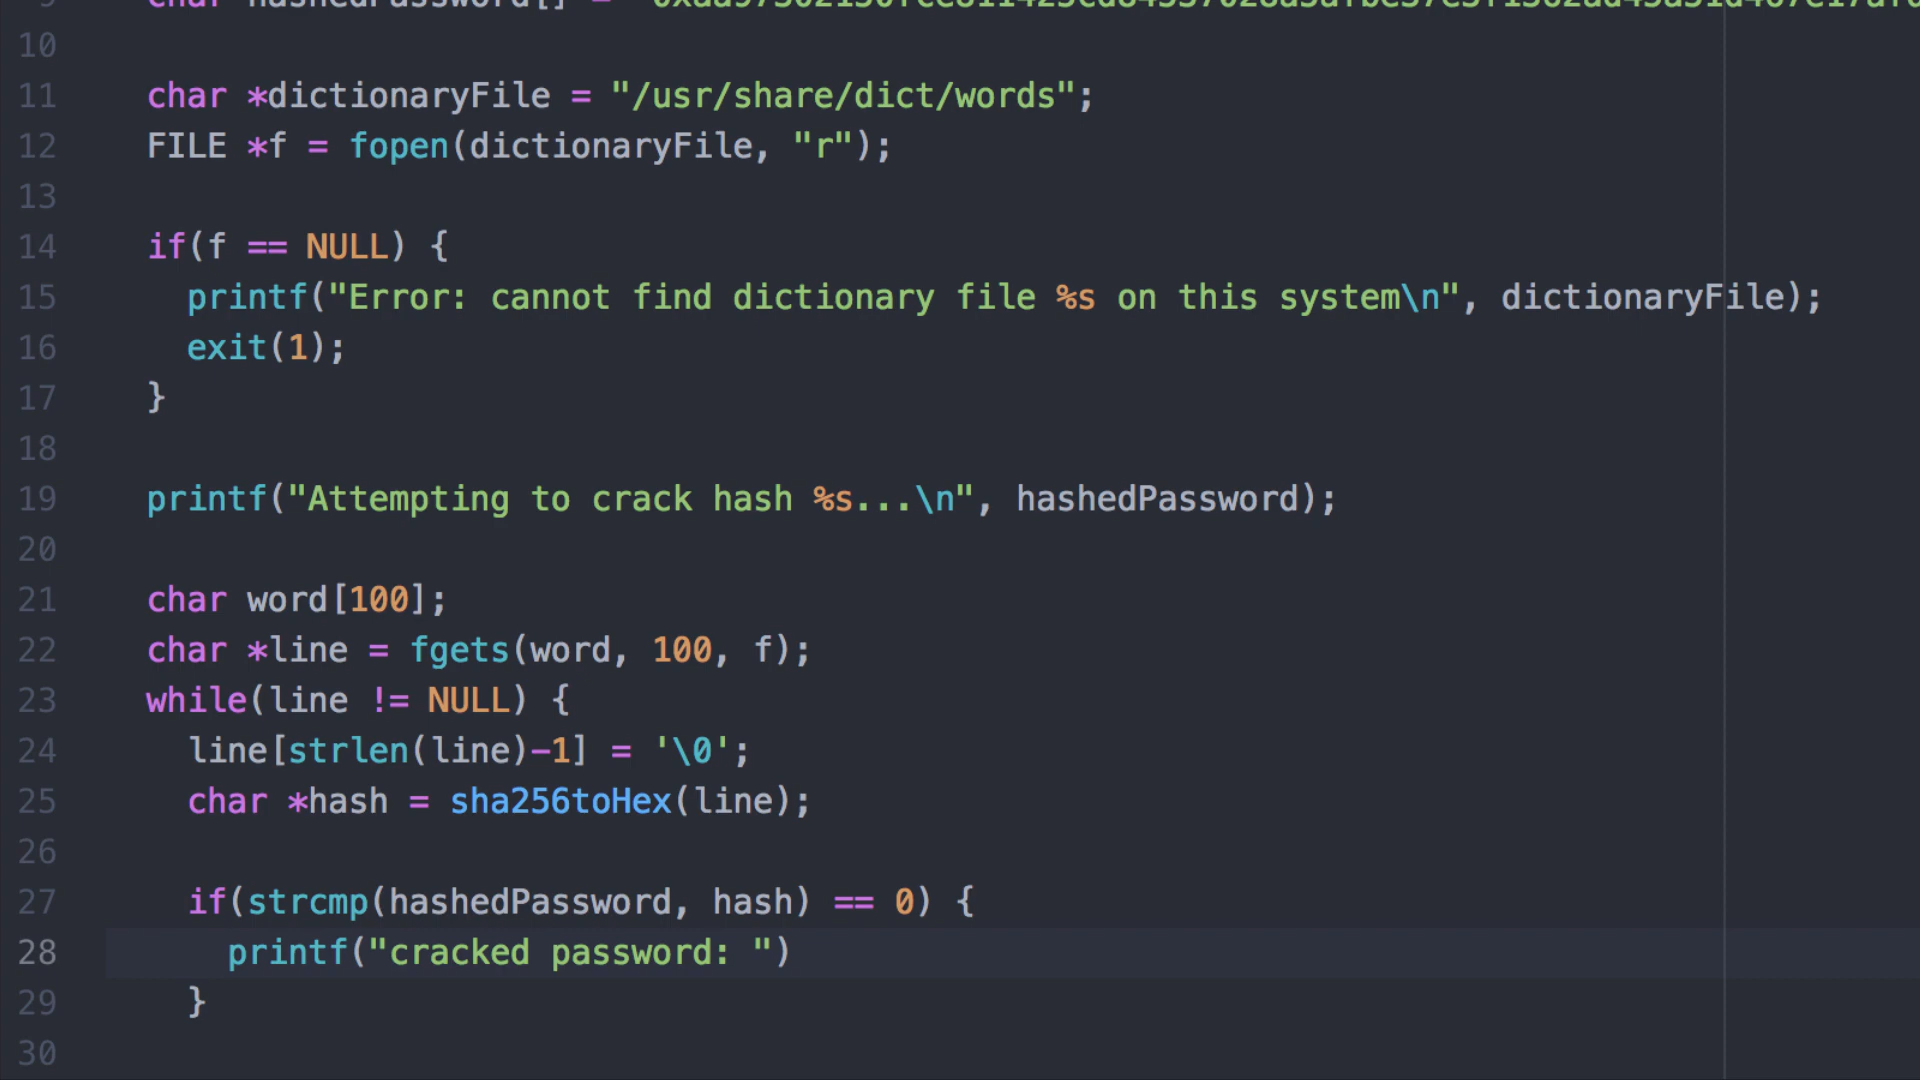 9
10
11 char *dictionaryFile = "/usr/share/dict/words";
12 FILE *f = fopen(dictionaryFile, "r");
13
14 if(f == NULL) {
15 printf("Error: cannot find dictionary file %s on this system\n", dictionaryFile);
16 exit(1);
17 }
18
19 printf("Attempting to crack hash %s...\n", hashedPassword);
20
21 char word[100];
22 char *line = fgets(word, 100, f);
23 while(line != NULL) {
24 line[strlen(line)-1] = '\0';
25 char *hash = sha256toHex(line);
26
27 if(strcmp(hashedPassword, hash) == 0) {
28 printf("cracked password: ")
29 }
30